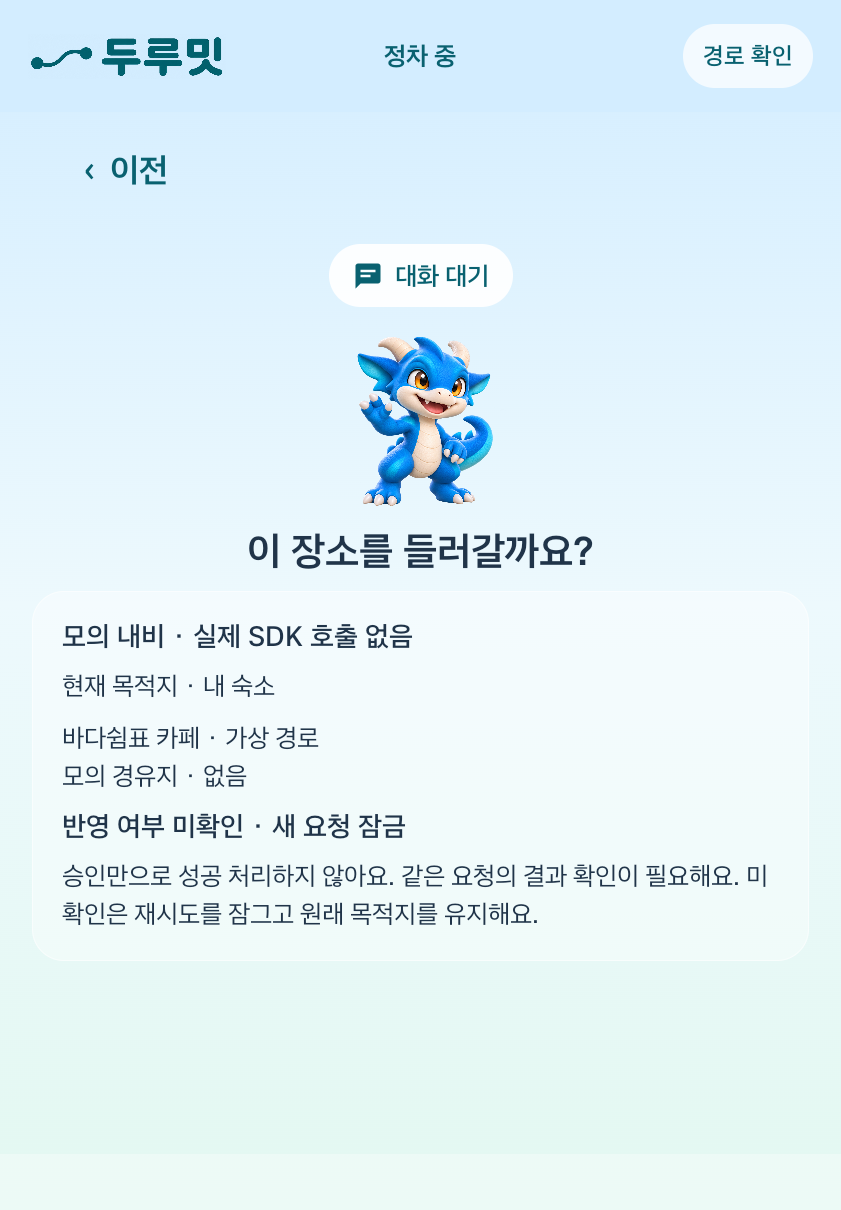 두루밋
정차 중
경로 확인
‹ 이전
대화 대기
이 장소를 들러갈까요?
모의 내비 · 실제 SDK 호출 없음
현재 목적지 · 내 숙소
바다쉼표 카페 · 가상 경로
모의 경유지 · 없음
반영 여부 미확인 · 새 요청 잠금
승인만으로 성공 처리하지 않아요. 같은 요청의 결과 확인이 필요해요. 미
확인은 재시도를 잠그고 원래 목적지를 유지해요.